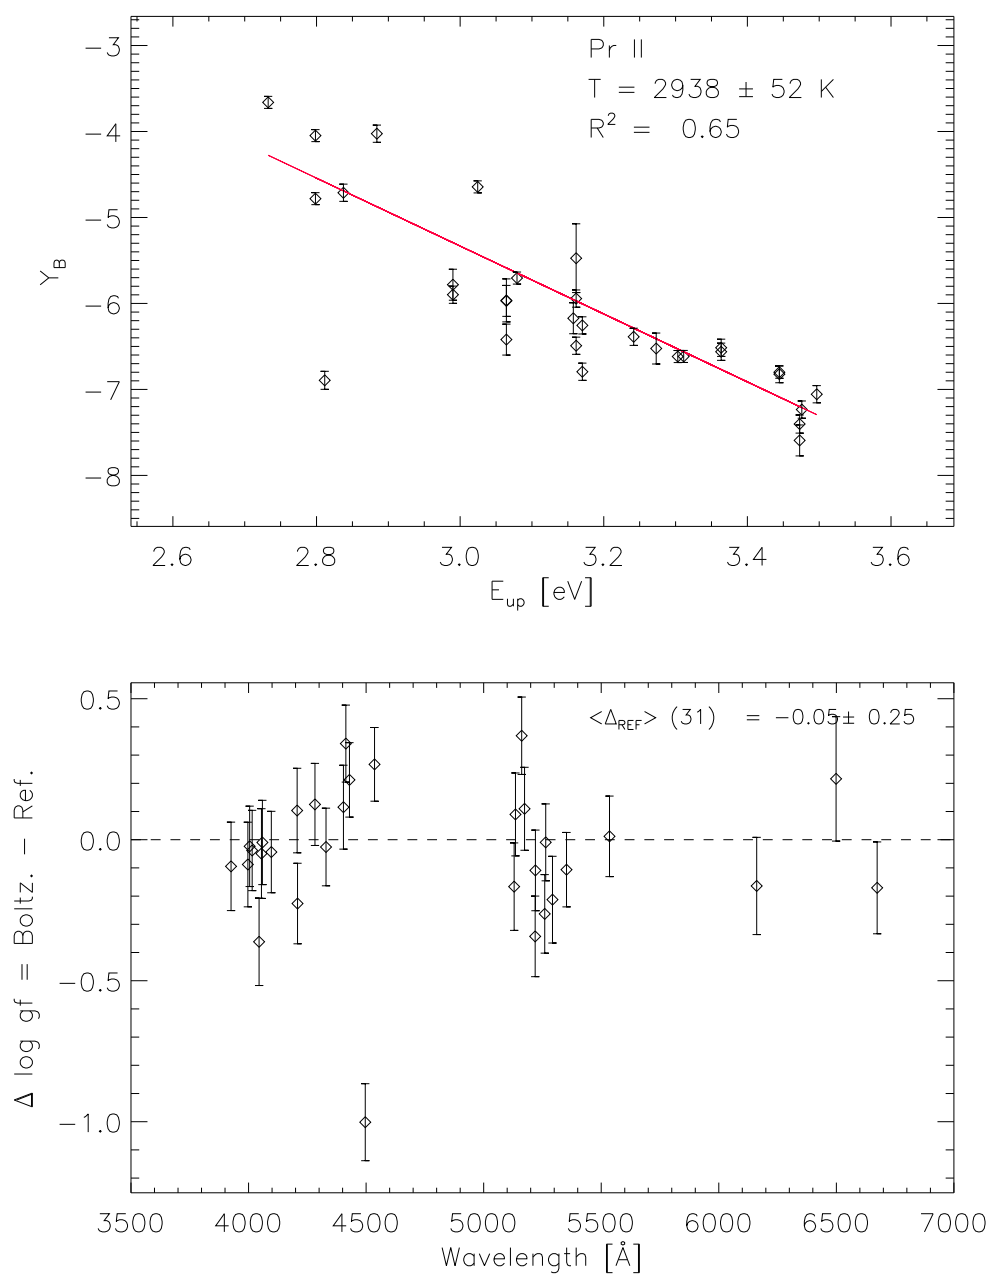 Pr II
T = 2938 ± 52 K
R² = 0.65
−3
−4
−5
−6
−7
−8
Y_B
2.6 2.8 3.0 3.2 3.4 3.6
E_up [eV]
<Δ_REF> (31) = −0.05± 0.25
0.5
0.0
−0.5
−1.0
Δ log gf = Boltz. − Ref.
3500 4000 4500 5000 5500 6000 6500 7000
Wavelength [Å]